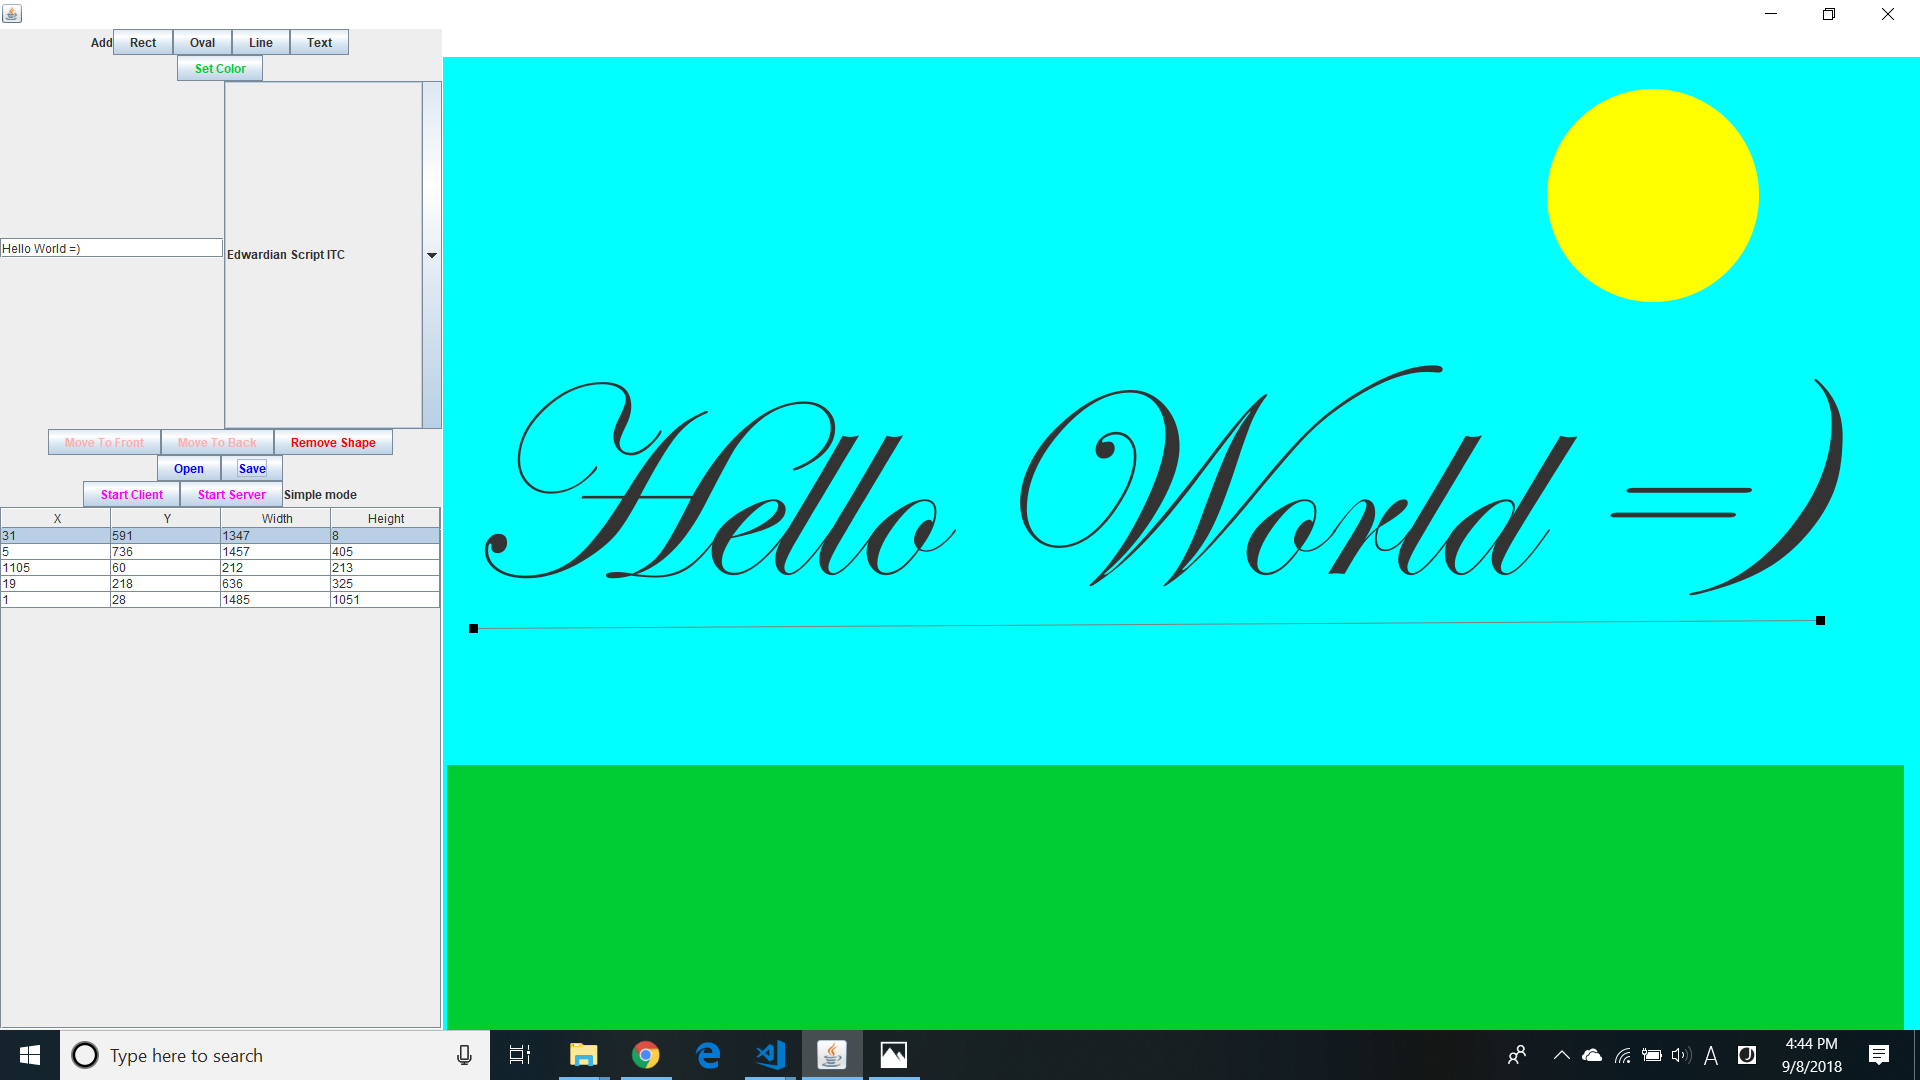 Add Rect Oval Line Text
Set Color
Hello World =)
Edwardian Script ITC
Move To Front Move To Back Remove Shape
Open Save
Start Client Start Server Simple mode
X Y Width Height
31 591 1347 8
5 736 1457 405
1105 60 212 213
19 218 636 325
1 28 1485 1051
Hello World =)
Type here to search
A
4:44 PM
9/8/2018